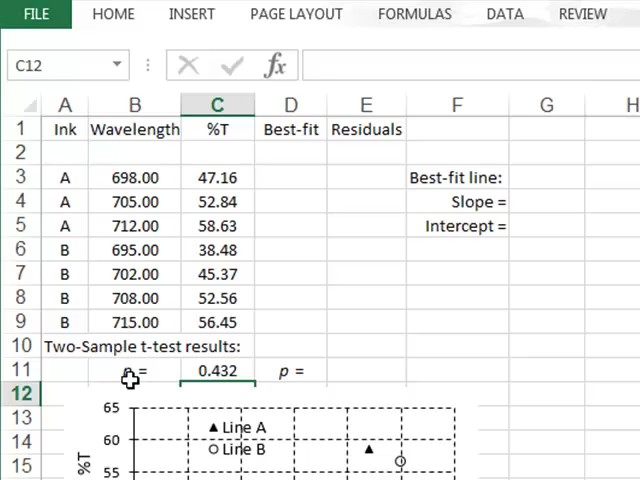 FILE HOME INSERT PAGE LAYOUT FORMULAS DATA REVIEW
C12 fx
A B C D E F G H
1 Ink Wavelength %T Best-fit Residuals
2
3 A 698.00 47.16 Best-fit line:
4 A 705.00 52.84 Slope =
5 A 712.00 58.63 Intercept =
6 B 695.00 38.48
7 B 702.00 45.37
8 B 708.00 52.56
9 B 715.00 56.45
10 Two-Sample t-test results:
11 = 0.432 p =
12
13 65
Line A
14 60
Line B
15 55
%T